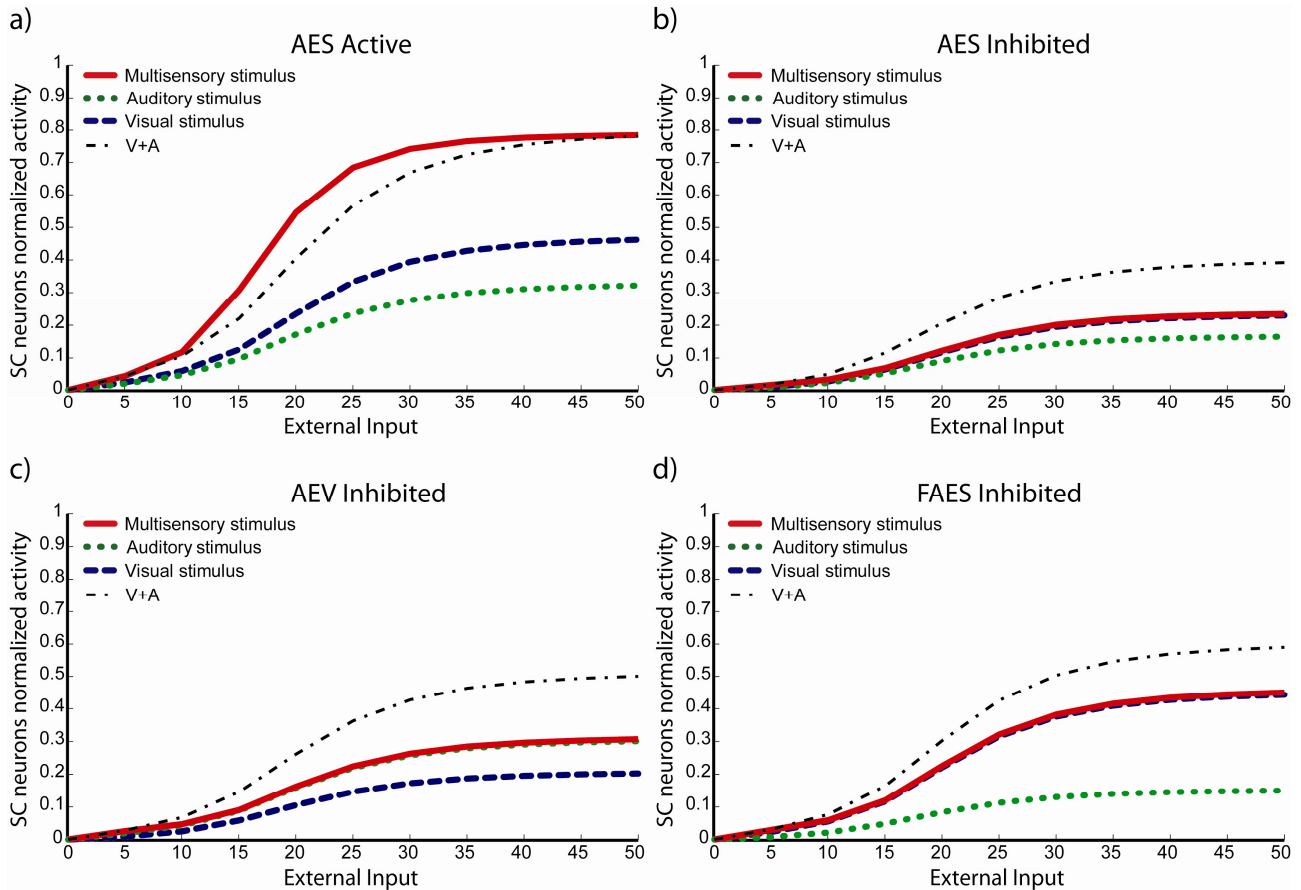 a)
AES Active
SC neurons normalized activity
1
0.9
0.8
0.7
0.6
0.5
0.4
0.3
0.2
0.1
0
Multisensory stimulus
Auditory stimulus
Visual stimulus
V+A
0 5 10 15 20 25 30 35 40 45 50
External Input
b)
AES Inhibited
SC neurons normalized activity
1
0.9
0.8
0.7
0.6
0.5
0.4
0.3
0.2
0.1
0
Multisensory stimulus
Auditory stimulus
Visual stimulus
V+A
0 5 10 15 20 25 30 35 40 45 50
External Input
c)
AEV Inhibited
SC neurons normalized activity
1
0.9
0.8
0.7
0.6
0.5
0.4
0.3
0.2
0.1
0
Multisensory stimulus
Auditory stimulus
Visual stimulus
V+A
0 5 10 15 20 25 30 35 40 45 50
External Input
d)
FAES Inhibited
SC neurons normalized activity
1
0.9
0.8
0.7
0.6
0.5
0.4
0.3
0.2
0.1
0
Multisensory stimulus
Auditory stimulus
Visual stimulus
V+A
0 5 10 15 20 25 30 35 40 45 50
External Input